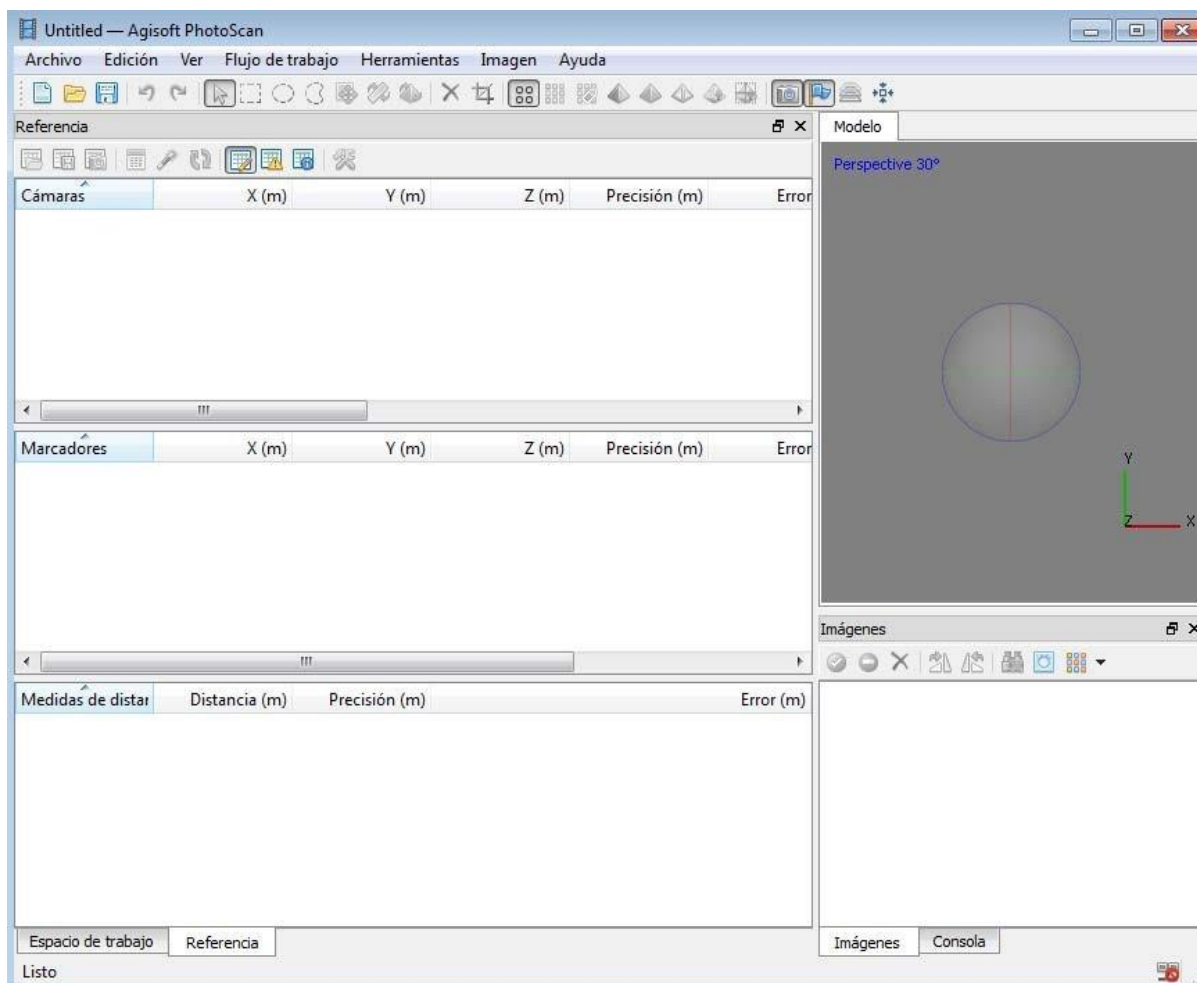 Untitled — Agisoft PhotoScan
Archivo Edición Ver Flujo de trabajo Herramientas Imagen Ayuda
Referencia
Cámaras X (m) Y (m) Z (m) Precisión (m) Error
Marcadores X (m) Y (m) Z (m) Precisión (m) Error
Medidas de distar Distancia (m) Precisión (m) Error (m)
Espacio de trabajo Referencia
Listo
Modelo
Perspective 30°
Y
Z X
Imágenes
Imágenes Consola